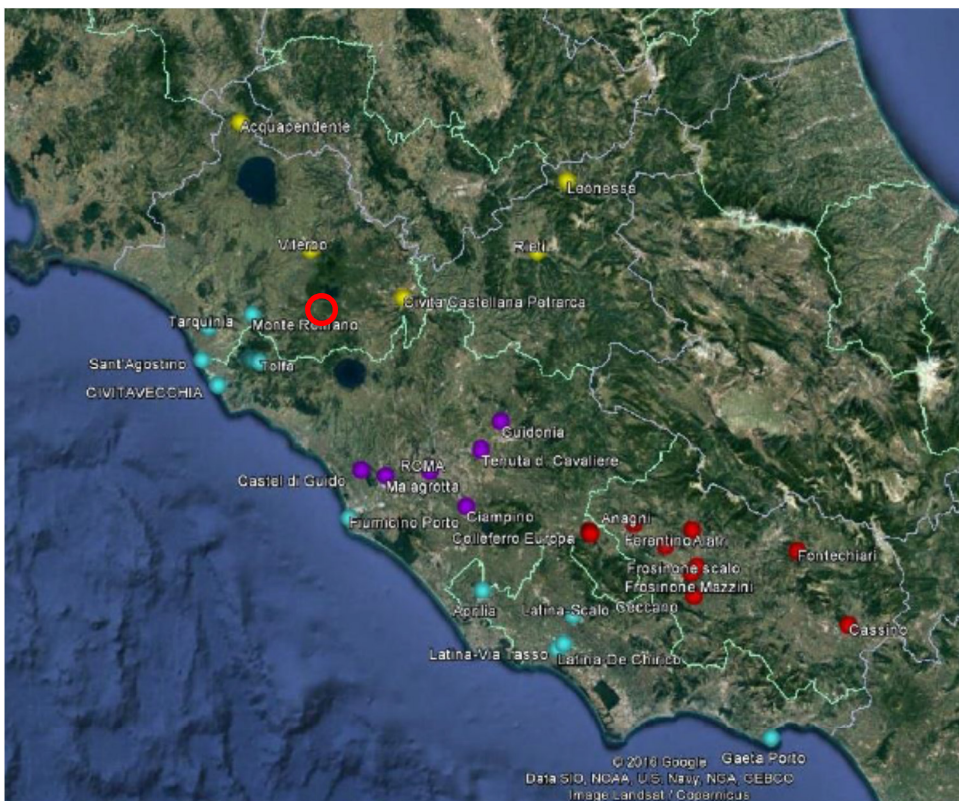 Acquapendente
Leonessa
Viterbo
Rieti
Civita Castellana Petrarca
Tarquinia
Monte Romano
Sant'Agostino
Tolfa
CIVITAVECCHIA
Guidonia
Tenuta d. Cavaliere
ROMA
Castel di Guido
Malagrotta
Fiumicino Porto
Ciampino
Anagni
Colleferro Europa
Ferentino
Alatri
Fontechiari
Frosinone scalo
Frosinone Mazzini
Aprilia
Latina-Scalo
Ceccano
Cassino
Latina-Via Tasso
Latina De Chirico
Gaeta Porto
© 2016 Google
Data SIO, NOAA, U.S. Navy, NGA, GEBCO
Image Landsat / Copernicus